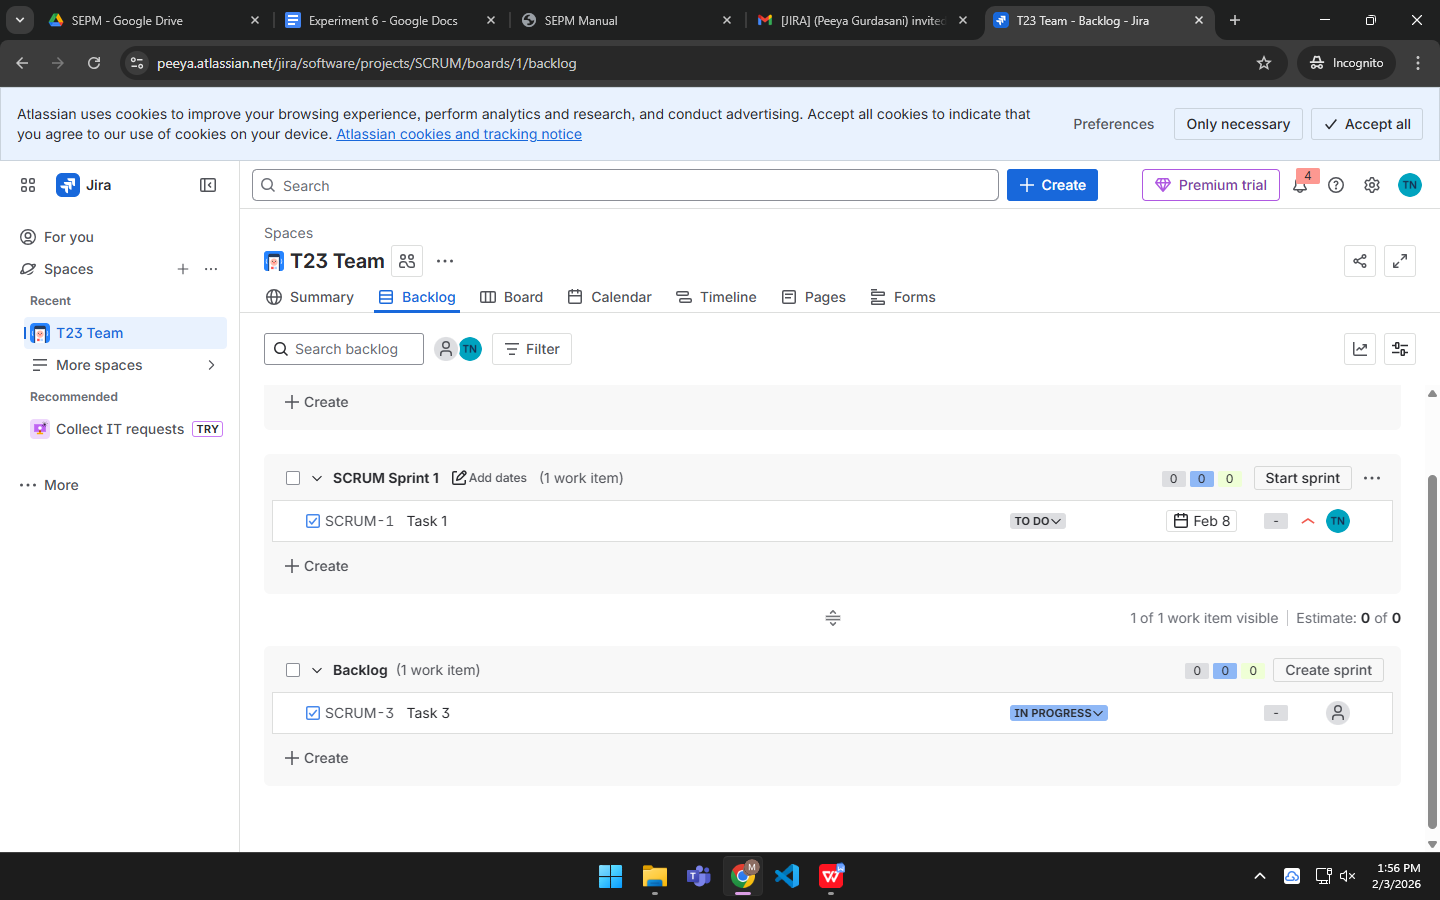 SEPM - Google Drive
Experiment 6 - Google Docs
SEPM Manual
[JIRA] (Peeya Gurdasani) invited
T23 Team - Backlog - Jira
peeya.atlassian.net/jira/software/projects/SCRUM/boards/1/backlog
Incognito
Atlassian uses cookies to improve your browsing experience, perform analytics and research, and conduct advertising. Accept all cookies to indicate that
you agree to our use of cookies on your device. Atlassian cookies and tracking notice
Preferences
Only necessary
Accept all
Jira
Search
Create
Premium trial
4
TN
For you
Spaces
Recent
T23 Team
More spaces
Recommended
Collect IT requests TRY
More
Spaces
T23 Team
Summary
Backlog
Board
Calendar
Timeline
Pages
Forms
Search backlog
TN
Filter
Create
SCRUM Sprint 1 Add dates (1 work item)
0 0 0 Start sprint
SCRUM-1 Task 1 TO DO Feb 8 - TN
Create
1 of 1 work item visible Estimate: 0 of 0
Backlog (1 work item)
0 0 0 Create sprint
SCRUM-3 Task 3 IN PROGRESS -
Create
M
1:56 PM
2/3/2026